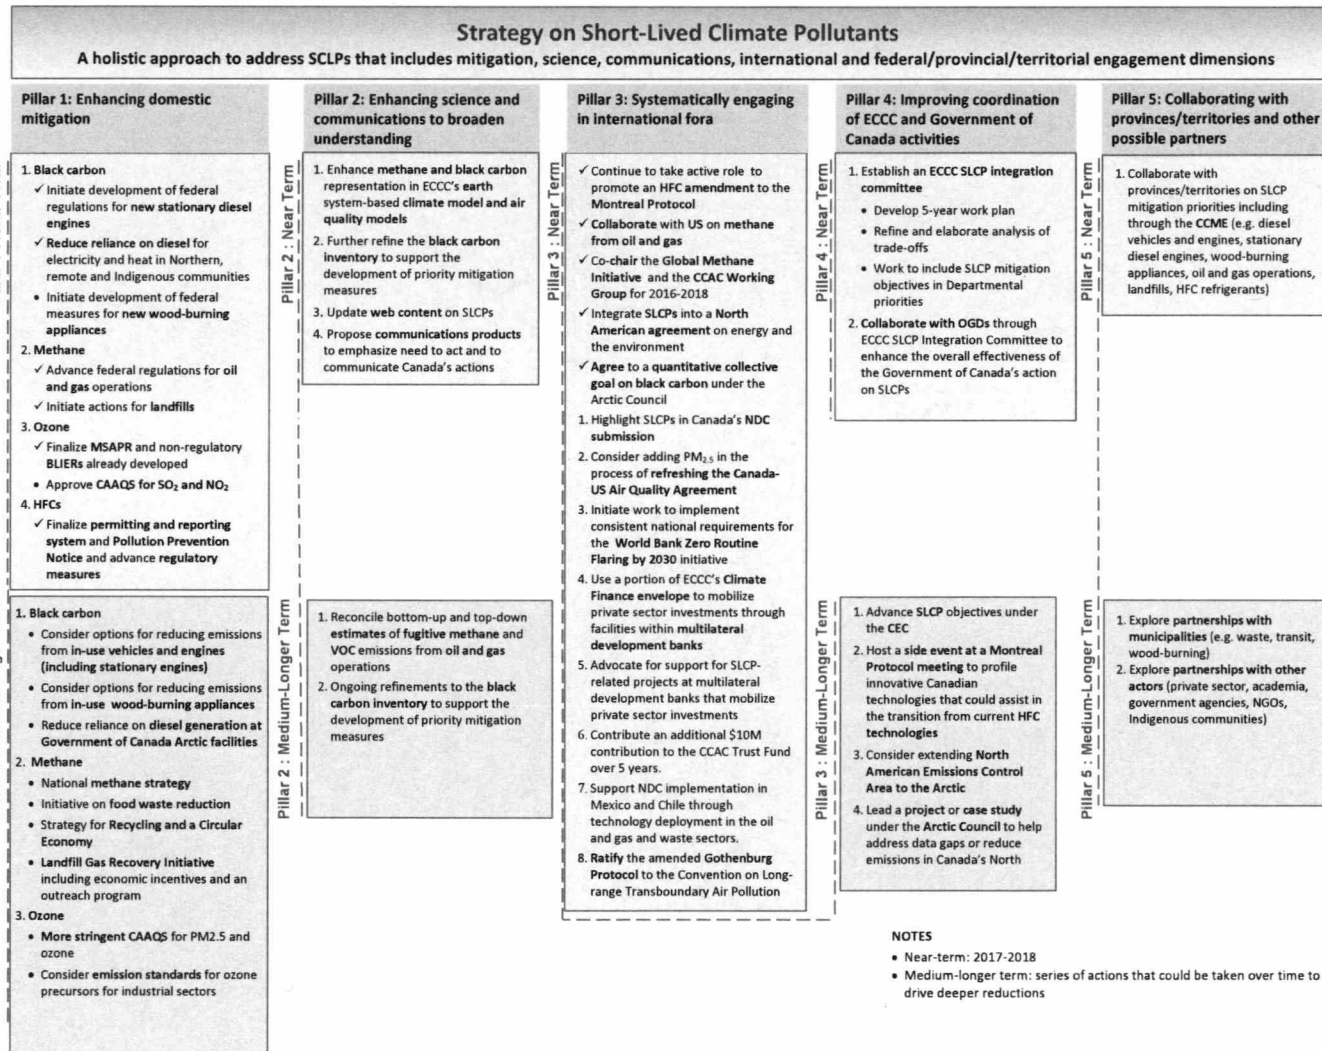 Strategy on Short-Lived Climate Pollutants
A holistic approach to address SCLPs that includes mitigation, science, communications, international and federal/provincial/territorial engagement dimensions
Pillar 1: Enhancing domestic
mitigation
1. Black carbon
✓ Initiate development of federal
regulations for new stationary diesel
engines
✓ Reduce reliance on diesel for
electricity and heat in Northern,
remote and Indigenous communities
• Initiate development of federal
measures for new wood-burning
appliances
2. Methane
✓ Advance federal regulations for oil
and gas operations
✓ Initiate actions for landfills
3. Ozone
✓ Finalize MSAPR and non-regulatory
BLIERs already developed
• Approve CAAQS for SO₂ and NO₂
4. HFCs
✓ Finalize permitting and reporting
system and Pollution Prevention
Notice and advance regulatory
measures
1. Black carbon
• Consider options for reducing emissions
from in-use vehicles and engines
(including stationary engines)
• Consider options for reducing emissions
from in-use wood-burning appliances
• Reduce reliance on diesel generation at
Government of Canada Arctic facilities
2. Methane
• National methane strategy
• Initiative on food waste reduction
• Strategy for Recycling and a Circular
Economy
• Landfill Gas Recovery Initiative
including economic incentives and an
outreach program
3. Ozone
• More stringent CAAQS for PM2.5 and
ozone
• Consider emission standards for ozone
precursors for industrial sectors
Pillar 2: Enhancing science and
communications to broaden
understanding
Pillar 2 : Near Term
1. Enhance methane and black carbon
representation in ECCC's earth
system-based climate model and air
quality models
2. Further refine the black carbon
inventory to support the
development of priority mitigation
measures
3. Update web content on SLCPs
4. Propose communications products
to emphasize need to act and to
communicate Canada's actions
Pillar 2 : Medium-Longer Term
1. Reconcile bottom-up and top-down
estimates of fugitive methane and
VOC emissions from oil and gas
operations
2. Ongoing refinements to the black
carbon inventory to support the
development of priority mitigation
measures
Pillar 3: Systematically engaging
in international fora
Pillar 3 : Near Term
✓ Continue to take active role to
promote an HFC amendment to the
Montreal Protocol
✓ Collaborate with US on methane
from oil and gas
✓ Co-chair the Global Methane
Initiative and the CCAC Working
Group for 2016-2018
✓ Integrate SLCPs into a North
American agreement on energy and
the environment
✓ Agree to a quantitative collective
goal on black carbon under the
Arctic Council
1. Highlight SLCPs in Canada's NDC
submission
2. Consider adding PM₂.₅ in the
process of refreshing the Canada-
US Air Quality Agreement
3. Initiate work to implement
consistent national requirements for
the World Bank Zero Routine
Flaring by 2030 initiative
4. Use a portion of ECCC's Climate
Finance envelope to mobilize
private sector investments through
facilities within multilateral
development banks
5. Advocate for support for SLCP-
related projects at multilateral
development banks that mobilize
private sector investments
6. Contribute an additional $10M
contribution to the CCAC Trust Fund
over 5 years.
7. Support NDC implementation in
Mexico and Chile through
technology deployment in the oil
and gas and waste sectors.
8. Ratify the amended Gothenburg
Protocol to the Convention on Long-
range Transboundary Air Pollution
Pillar 4: Improving coordination
of ECCC and Government of
Canada activities
Pillar 4 : Near Term
1. Establish an ECCC SLCP integration
committee
• Develop 5-year work plan
• Refine and elaborate analysis of
trade-offs
• Work to include SLCP mitigation
objectives in Departmental
priorities
2. Collaborate with OGDs through
ECCC SLCP Integration Committee to
enhance the overall effectiveness of
the Government of Canada's action
on SLCPs
Pillar 3 : Medium-Longer Term
1. Advance SLCP objectives under
the CEC
2. Host a side event at a Montreal
Protocol meeting to profile
innovative Canadian
technologies that could assist in
the transition from current HFC
technologies
3. Consider extending North
American Emissions Control
Area to the Arctic
4. Lead a project or case study
under the Arctic Council to help
address data gaps or reduce
emissions in Canada's North
Pillar 5: Collaborating with
provinces/territories and other
possible partners
Pillar 5 : Near Term
1. Collaborate with
provinces/territories on SLCP
mitigation priorities including
through the CCME (e.g. diesel
vehicles and engines, stationary
diesel engines, wood-burning
appliances, oil and gas operations,
landfills, HFC refrigerants)
Pillar 5 : Medium-Longer Term
1. Explore partnerships with
municipalities (e.g. waste, transit,
wood-burning)
2. Explore partnerships with other
actors (private sector, academia,
government agencies, NGOs,
Indigenous communities)
NOTES
• Near-term: 2017-2018
• Medium-longer term: series of actions that could be taken over time to
drive deeper reductions